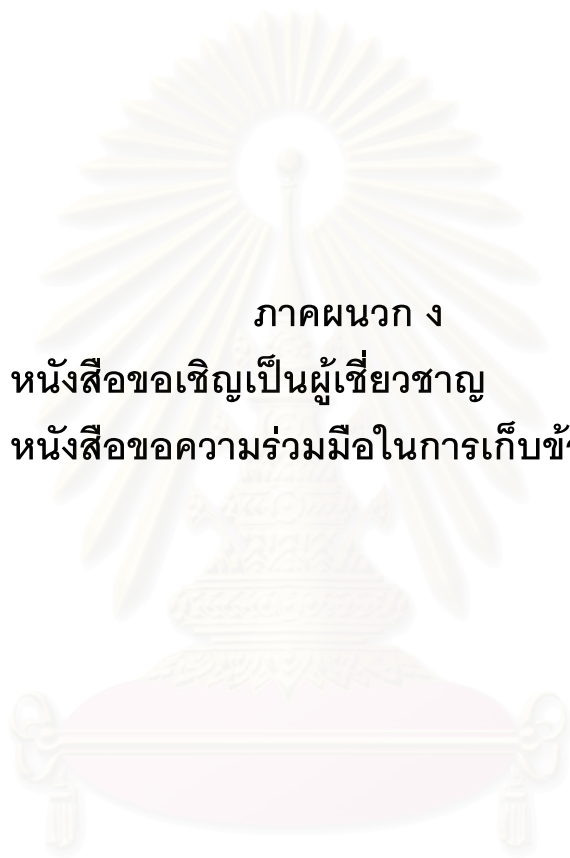 ภาคผนวก ง
หนังสือขอเชิญเป็นผู้เชี่ยวชาญ
หนังสือขอความร่วมมือในการเก็บข้